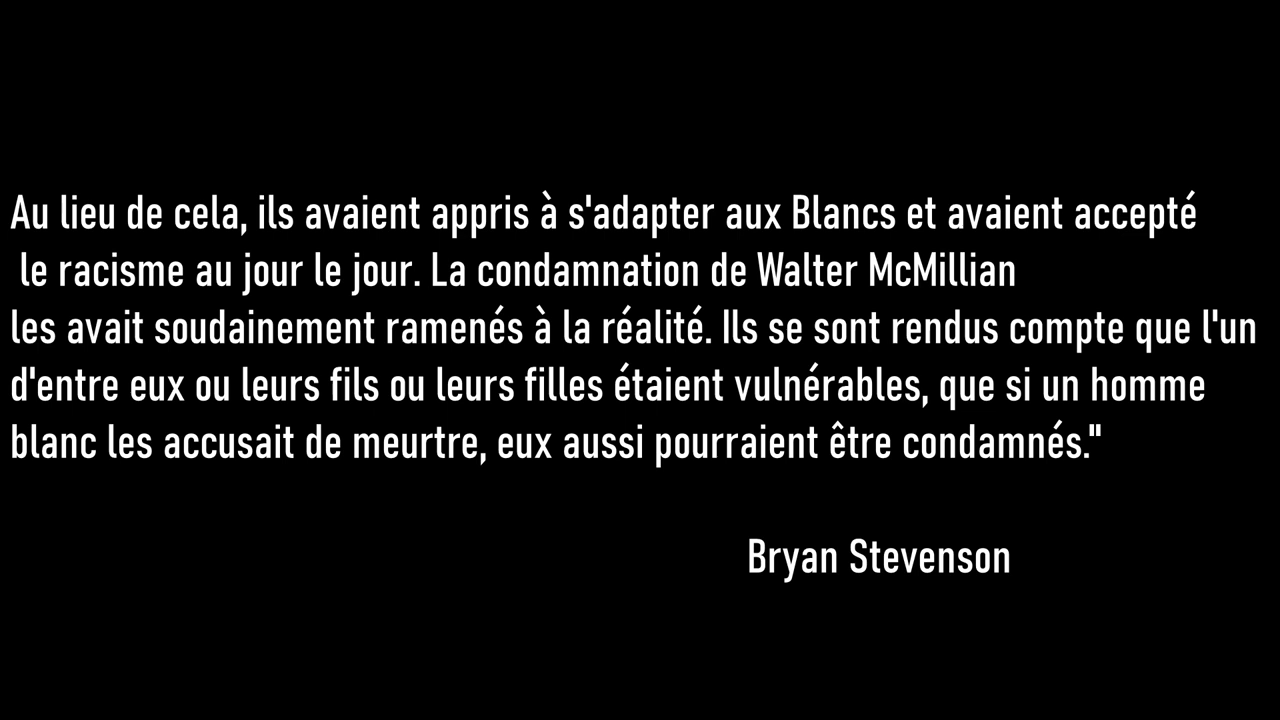 Au lieu de cela, ils avaient appris à s'adapter aux Blancs et avaient accepté
le racisme au jour le jour. La condamnation de Walter McMillian
les avait soudainement ramenés à la réalité. Ils se sont rendus compte que l'un
d'entre eux ou leurs fils ou leurs filles étaient vulnérables, que si un homme
blanc les accusait de meurtre, eux aussi pourraient être condamnés."
Bryan Stevenson